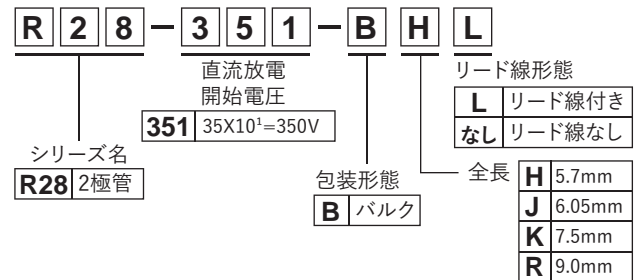 R28-351-BHL
直流放電
開始電圧
351 35X10¹=350V
リード線形態
L リード線付き
なし リード線なし
シリーズ名
R28 2極管
包装形態
B バルク
全長
H 5.7mm
J 6.05mm
K 7.5mm
R 9.0mm